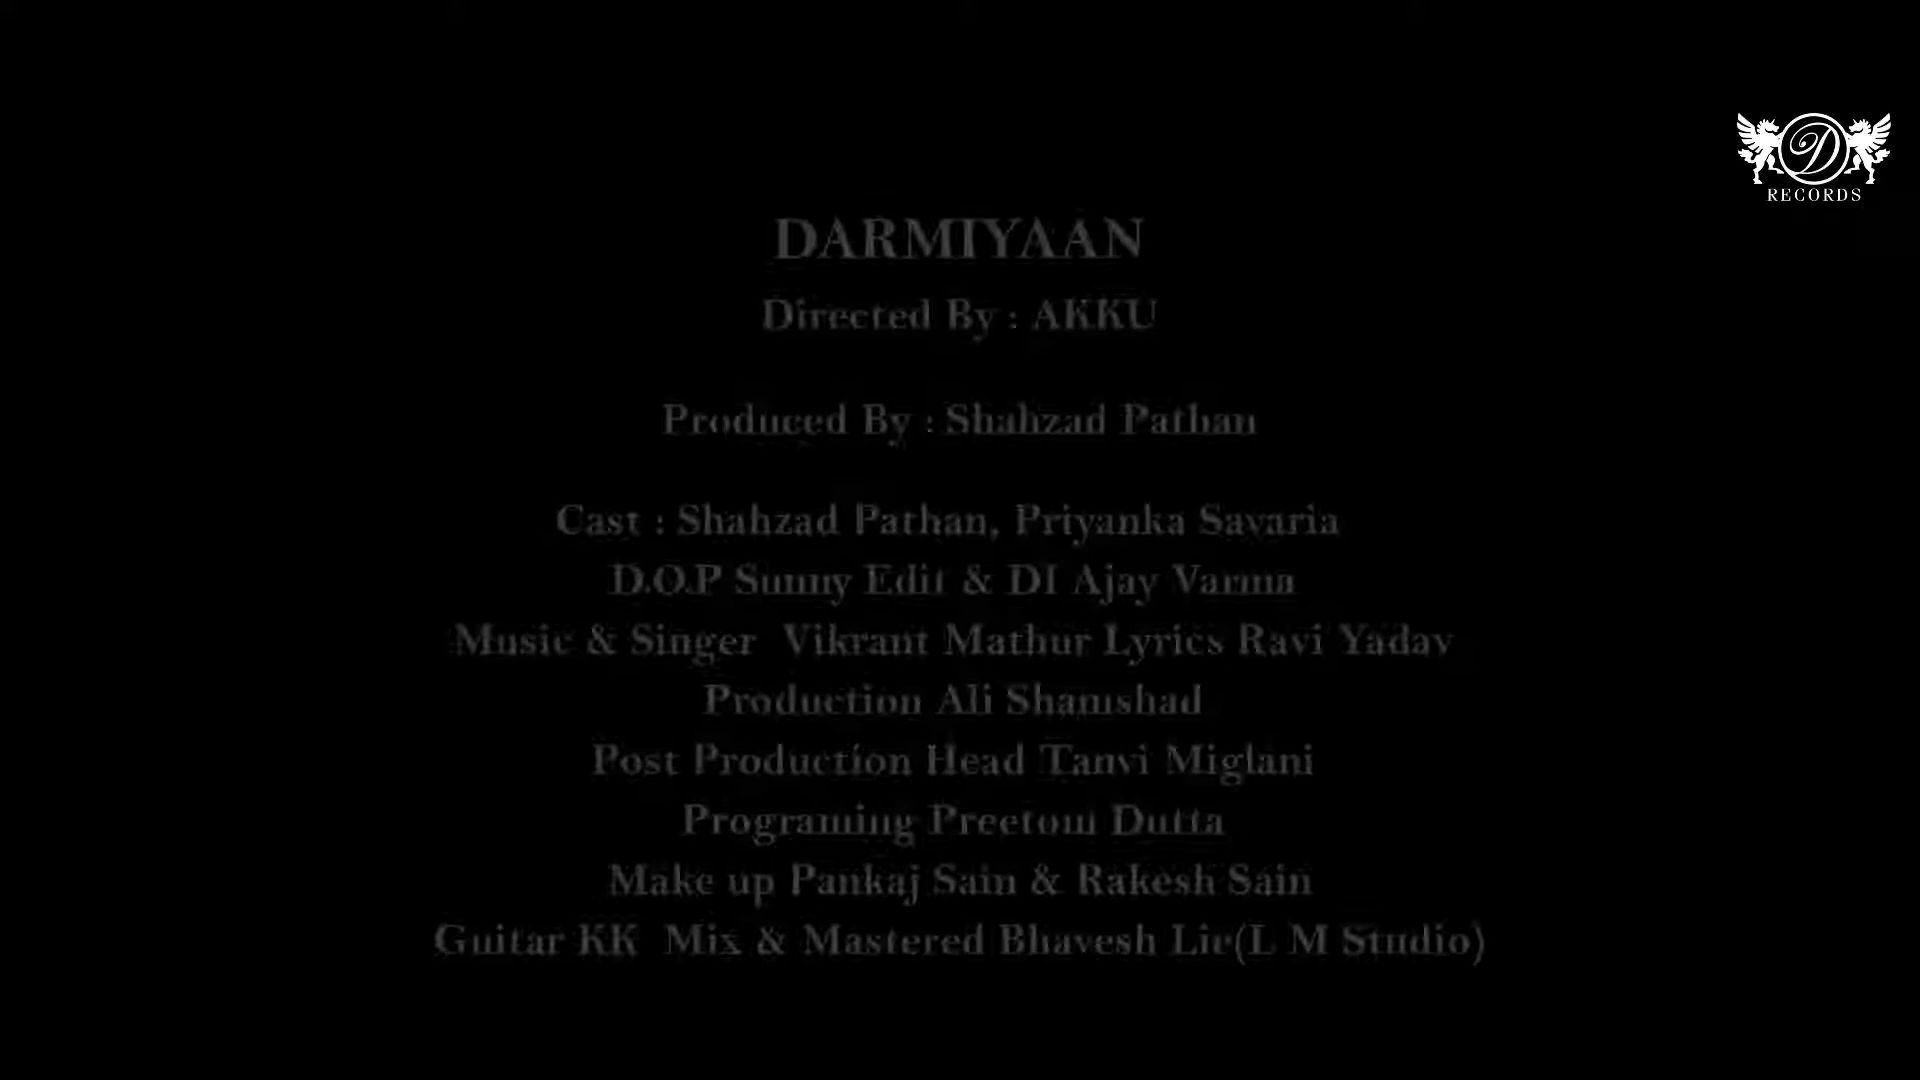 D
RECORDS
DARMIYAAN
Directed By : AKKU
Produced By : Shahzad Pathan
Cast : Shahzad Pathan, Priyanka Savaria
D.O.P Sunny Edit & DI Ajay Varma
Music & Singer Vikrant Mathur Lyrics Ravi Yadav
Production Ali Shamshad
Post Production Head Tanvi Miglani
Programing Preetom Dutta
Make up Pankaj Sain & Rakesh Sain
Guitar KK Mix & Mastered Bhavesh Lie(L M Studio)